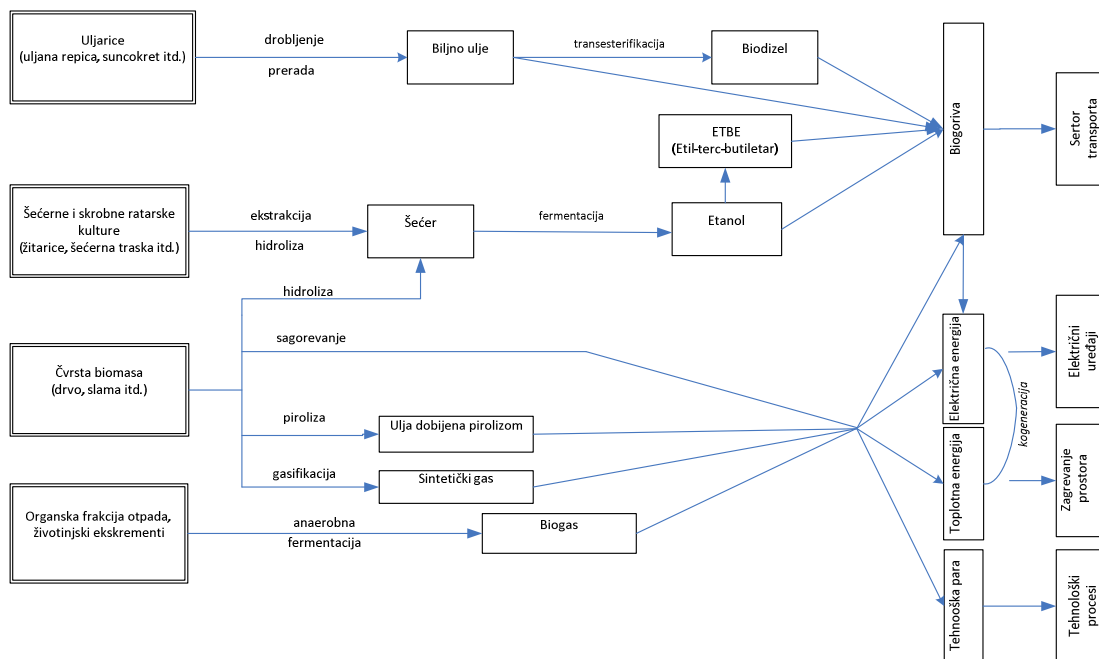 Uljarice
(uljana repica, suncokret itd.)
drobljenje
prerada
Biljno ulje
transesterifikacija
Biodizel
ETBE
(Etil-terc-butiletar)
Biogoriva
Sertor
transporta
Šećerne i skrobne ratarske
kulture
(žitarice, šećerna traska itd.)
ekstrakcija
hidroliza
Šećer
fermentacija
Etanol
hidroliza
sagorevanje
Čvrsta biomasa
(drvo, slama itd.)
piroliza
Ulja dobijena pirolizom
gasifikacija
Sintetički gas
Organska frakcija otpada,
životinjski ekskrementi
anaerobna
fermentacija
Biogas
Električna energija
Toplotna energija
kogeneracija
Električni
uređaji
Zagrevanje
prostora
Tehnooška para
Tehnološki
procesi